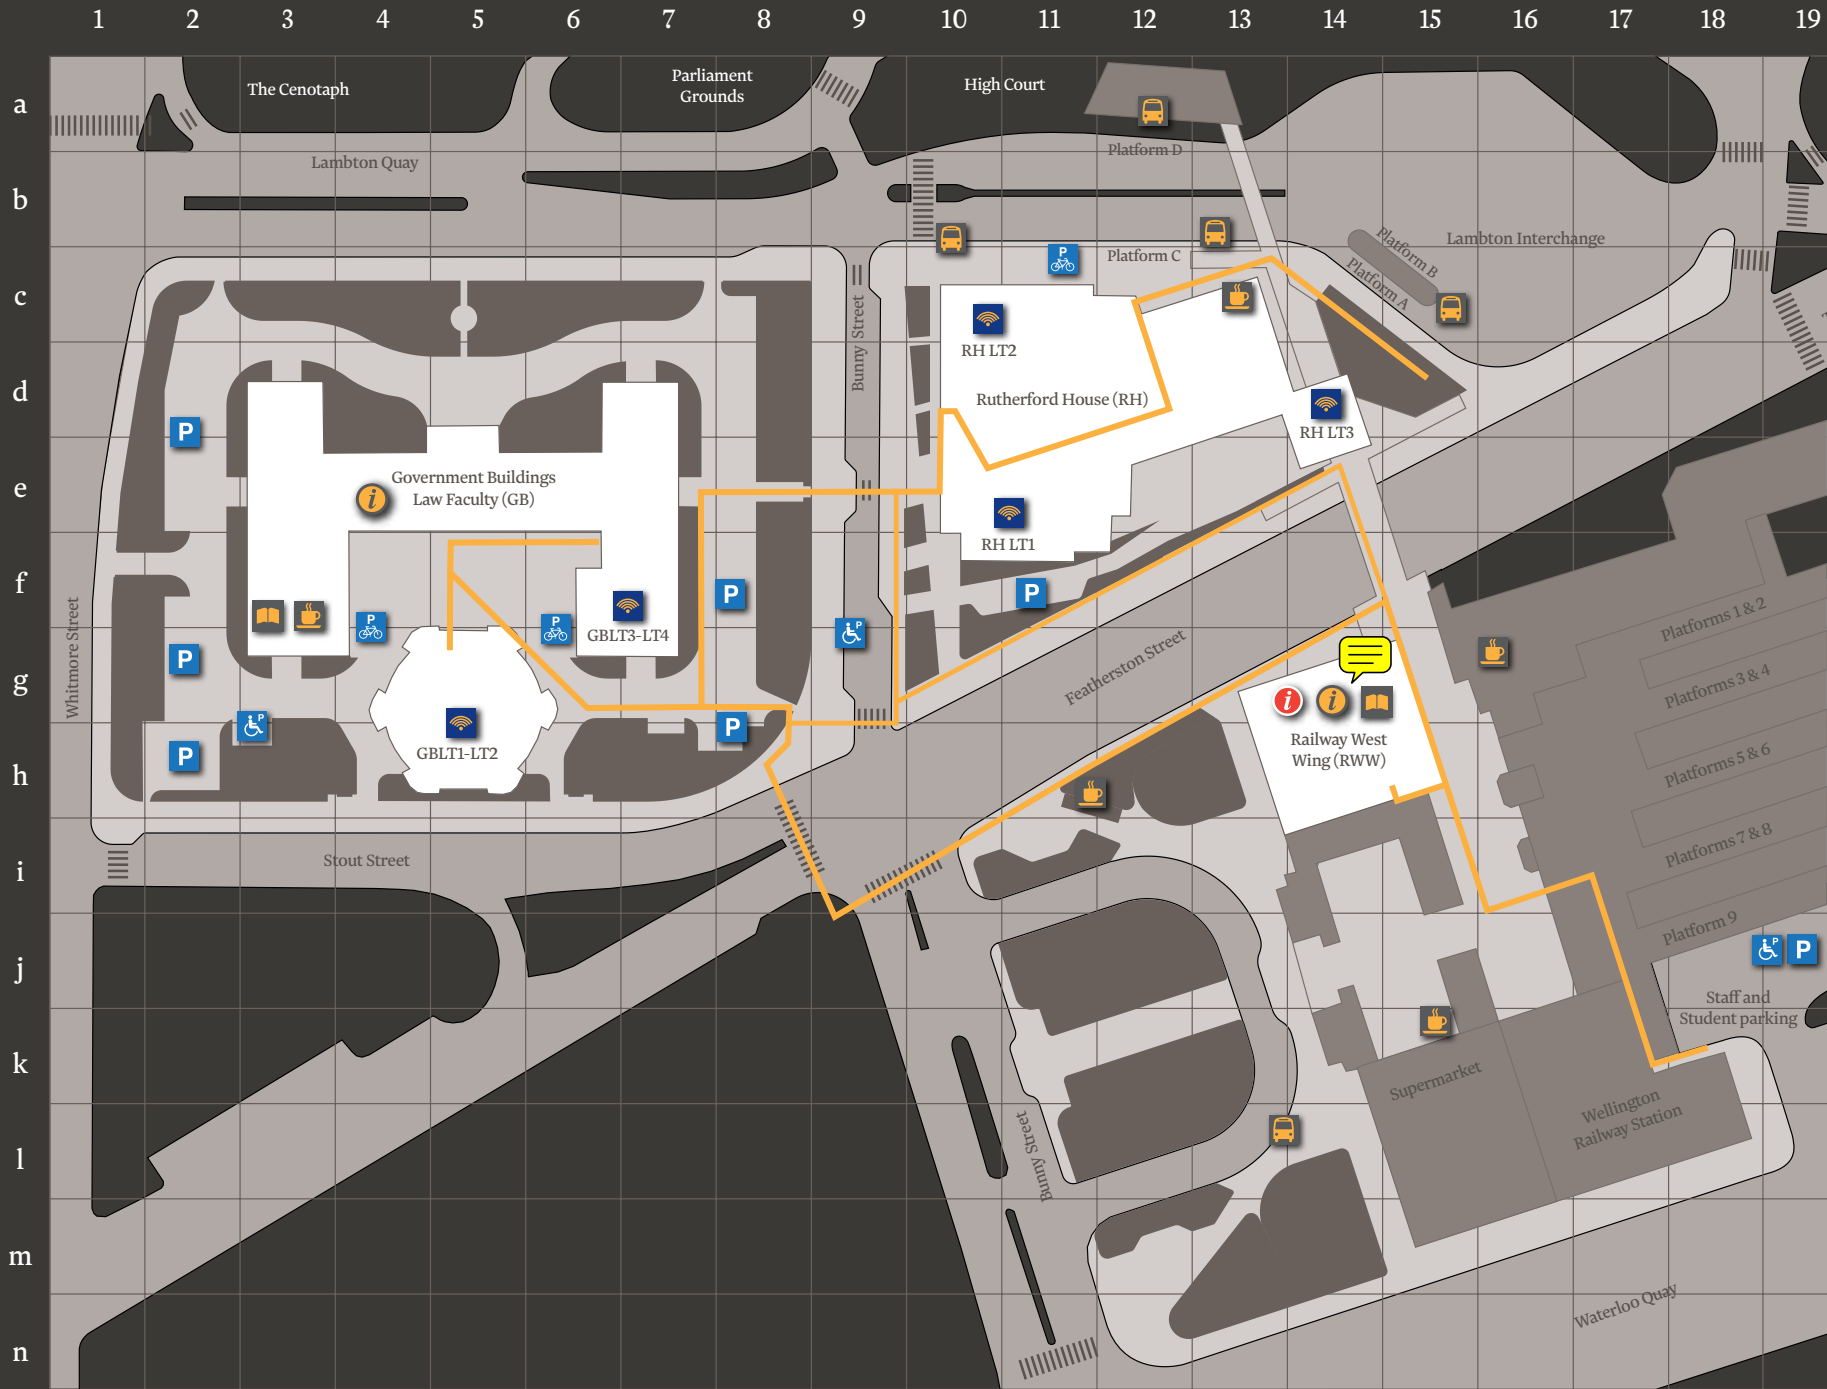 1 2 3 4 5 6 7 8 9 10 11 12 13 14 15 16 17 18 19
a
b
c
d
e
f
g
h
i
j
k
l
m
n
The Cenotaph
Parliament
Grounds
High Court
Lambton Quay
Platform D
Platform C
Platform B
Platform A
Lambton Interchange
Bunny Street
RH LT2
Rutherford House (RH)
RH LT3
P
Government Buildings
Law Faculty (GB)
RH LT1
Whitmore Street
P
P
P
P
GBLT3-LT4
P
P
Featherston Street
Platforms 1 & 2
Platforms 3 & 4
Platforms 5 & 6
Platforms 7 & 8
Platform 9
P
P
P
GBLT1-LT2
P
P
Railway West
Wing (RWW)
Stout Street
P
P
Staff and
Student parking
Supermarket
Wellington
Railway Station
Bunny Street
Waterloo Quay